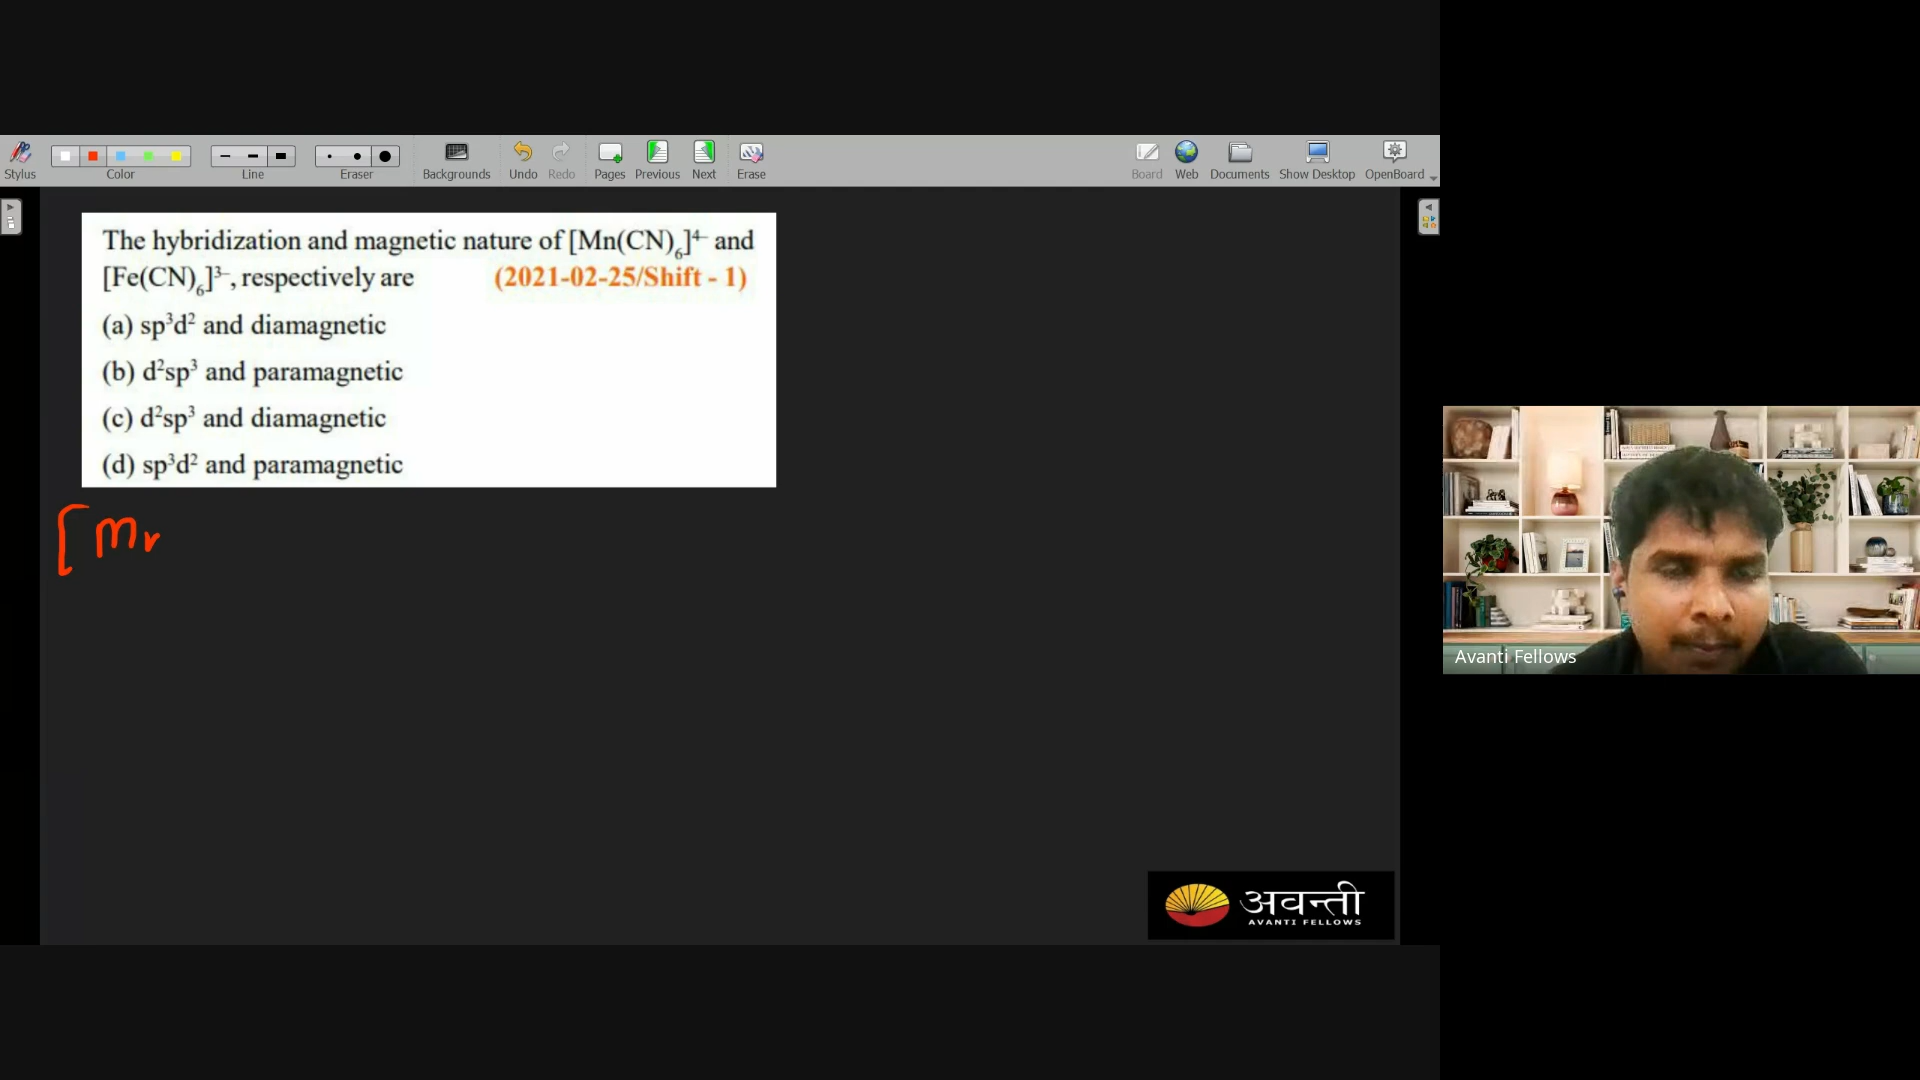 Stylus Color Line Eraser Backgrounds Undo Redo Pages Previous Next Erase Board Web Documents Show Desktop OpenBoard
The hybridization and magnetic nature of [Mn(CN)₆]⁴⁻ and
[Fe(CN)₆]³⁻, respectively are (2021-02-25/Shift - 1)
(a) sp³d² and diamagnetic
(b) d²sp³ and paramagnetic
(c) d²sp³ and diamagnetic
(d) sp³d² and paramagnetic
[Mn
Avanti Fellows
अवन्ती
AVANTI FELLOWS